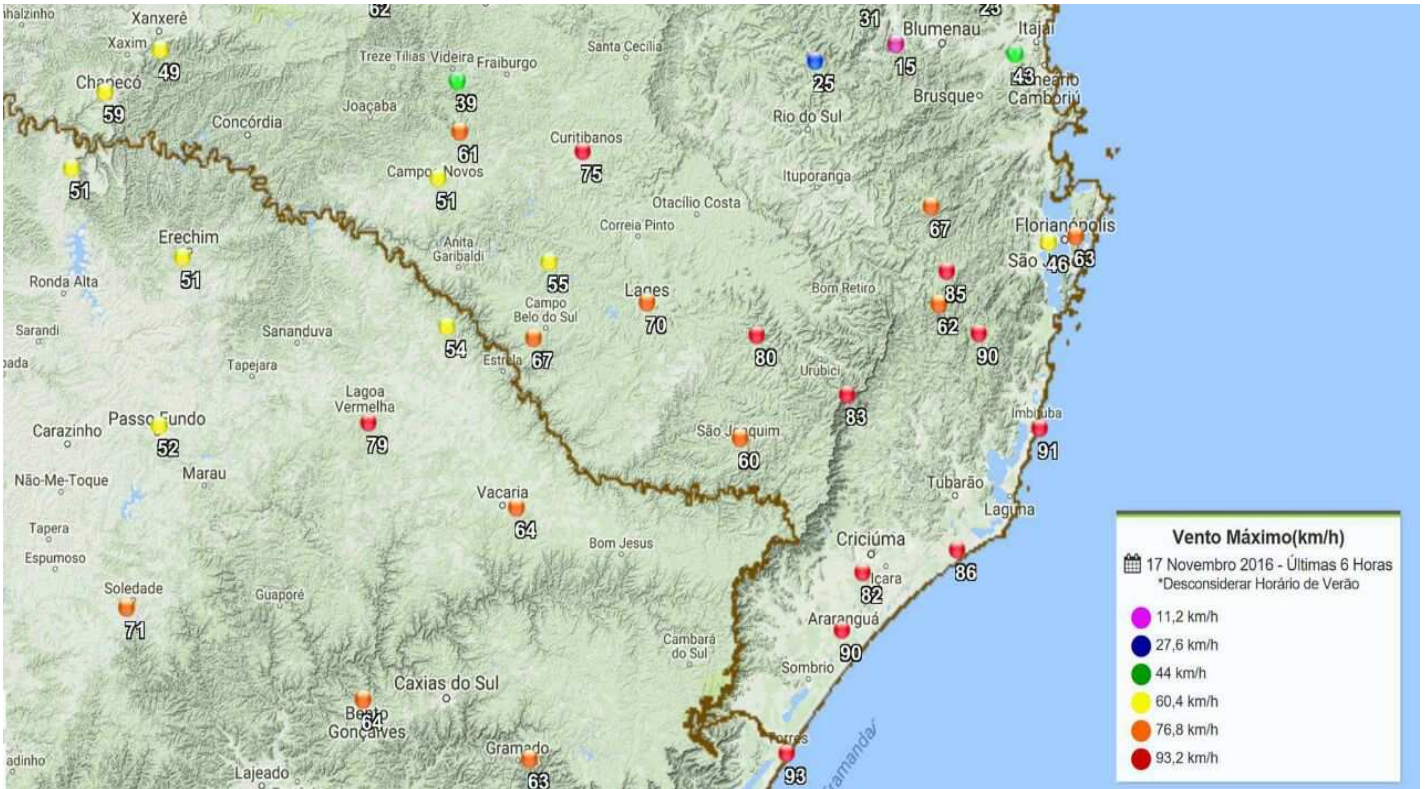 nhalzinho
Xanxerê
62
31
23
Blumenau
Itajaí
Xaxim
49
Treze Tílias
Videira
Fraiburgo
Santa Cecília
25
15
43
Balneário
Camboriú
Chapecó
59
39
Joaçaba
Brusque
Concórdia
61
Curitibanos
75
Rio do Sul
51
Campos Novos
51
Ituporanga
Otacílio Costa
67
Correia Pinto
Florianópolis
Erechim
51
Anita
Garibaldi
São J
46
63
Ronda Alta
55
Lages
70
Bom Retiro
85
Campo
Belo do Sul
62
Sarandi
Sananduva
54
67
80
90
Estrela
Tapejara
Urubici
Lagoa
Vermelha
83
Imbituba
91
Passo Fundo
52
Carazinho
79
São Joaquim
60
Não-Me-Toque
Marau
Vacaria
64
Tubarão
Laguna
Tapera
Espumoso
Bom Jesus
Criciúma
86
Içara
82
Soledade
71
Guaporé
Araranguá
90
Cambará
do Sul
Sombrio
Caxias do Sul
64
Bento
Gonçalves
Gramado
63
Torres
93
Lajeado
adinho
Tramandaí
Vento Máximo(km/h)
17 Novembro 2016 - Últimas 6 Horas
*Desconsiderar Horário de Verão
11,2 km/h
27,6 km/h
44 km/h
60,4 km/h
76,8 km/h
93,2 km/h